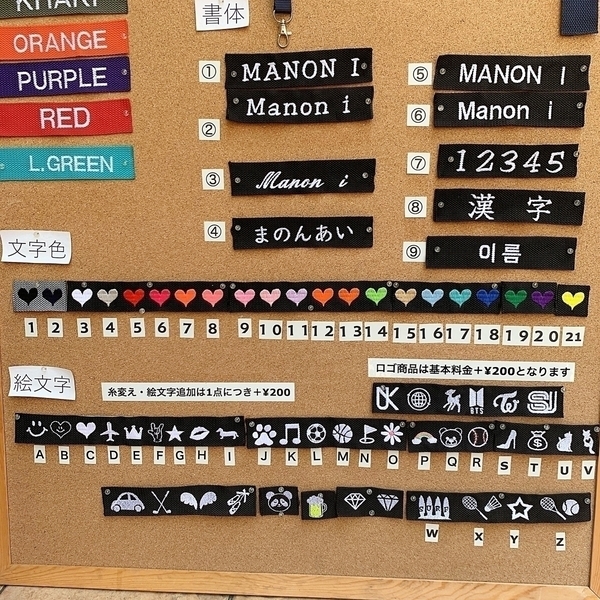 KHAKI
ORANGE
PURPLE
RED
L.GREEN
書体
① MANON I
② Manon i
③ Manon i
④ まのんあい
⑤ MANON I
⑥ Manon i
⑦ 12345
⑧ 漢 字
⑨ 이름
文字色
1 2 3 4 5 6 7 8 9 10 11 12 13 14 15 16 17 18 19 20 21
絵文字
糸変え・絵文字追加は1点につき+¥200
ロゴ商品は基本料金+¥200となります
UK BTS
A B C D E F G H I J K L M N O P Q R S T U V
SURF
W X Y Z